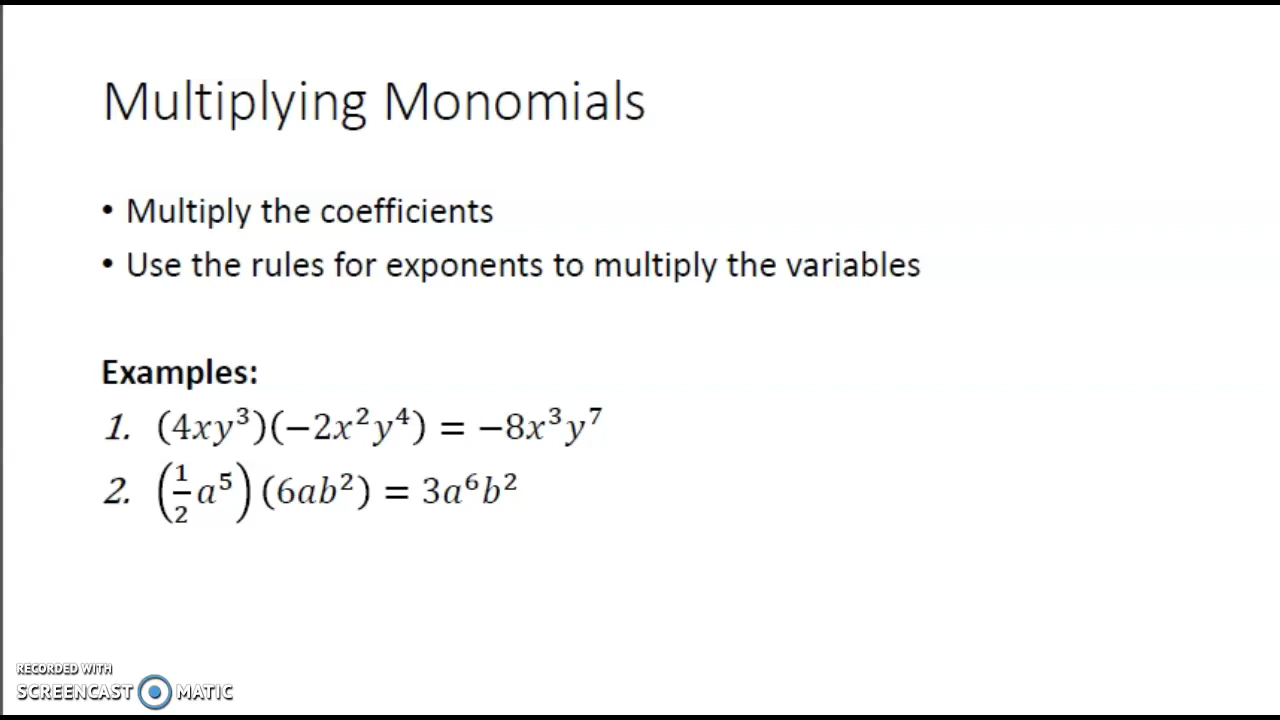 Multiplying Monomials
• Multiply the coefficients
• Use the rules for exponents to multiply the variables
Examples:
1. (4xy³)(−2x²y⁴) = −8x³y⁷
2. (½a⁵)(6ab²) = 3a⁶b²
RECORDED WITH
SCREENCAST MATIC